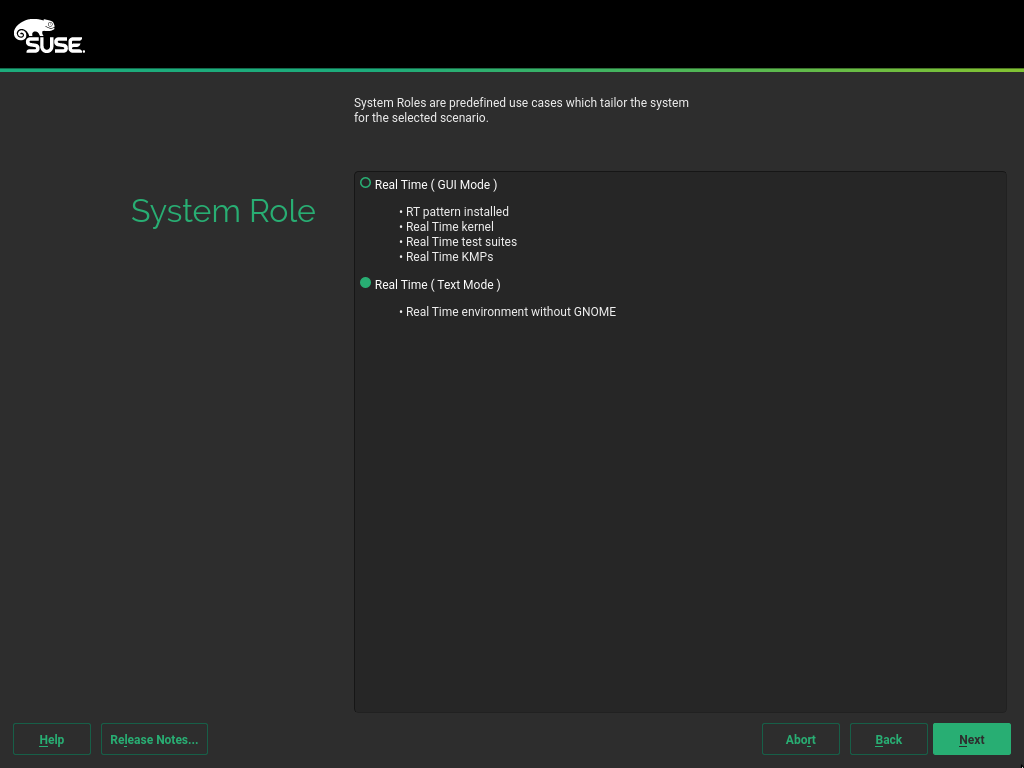 SUSE.
System Roles are predefined use cases which tailor the system
for the selected scenario.
System Role
Real Time ( GUI Mode )
• RT pattern installed
• Real Time kernel
• Real Time test suites
• Real Time KMPs
Real Time ( Text Mode )
• Real Time environment without GNOME
Help
Release Notes...
Abort
Back
Next